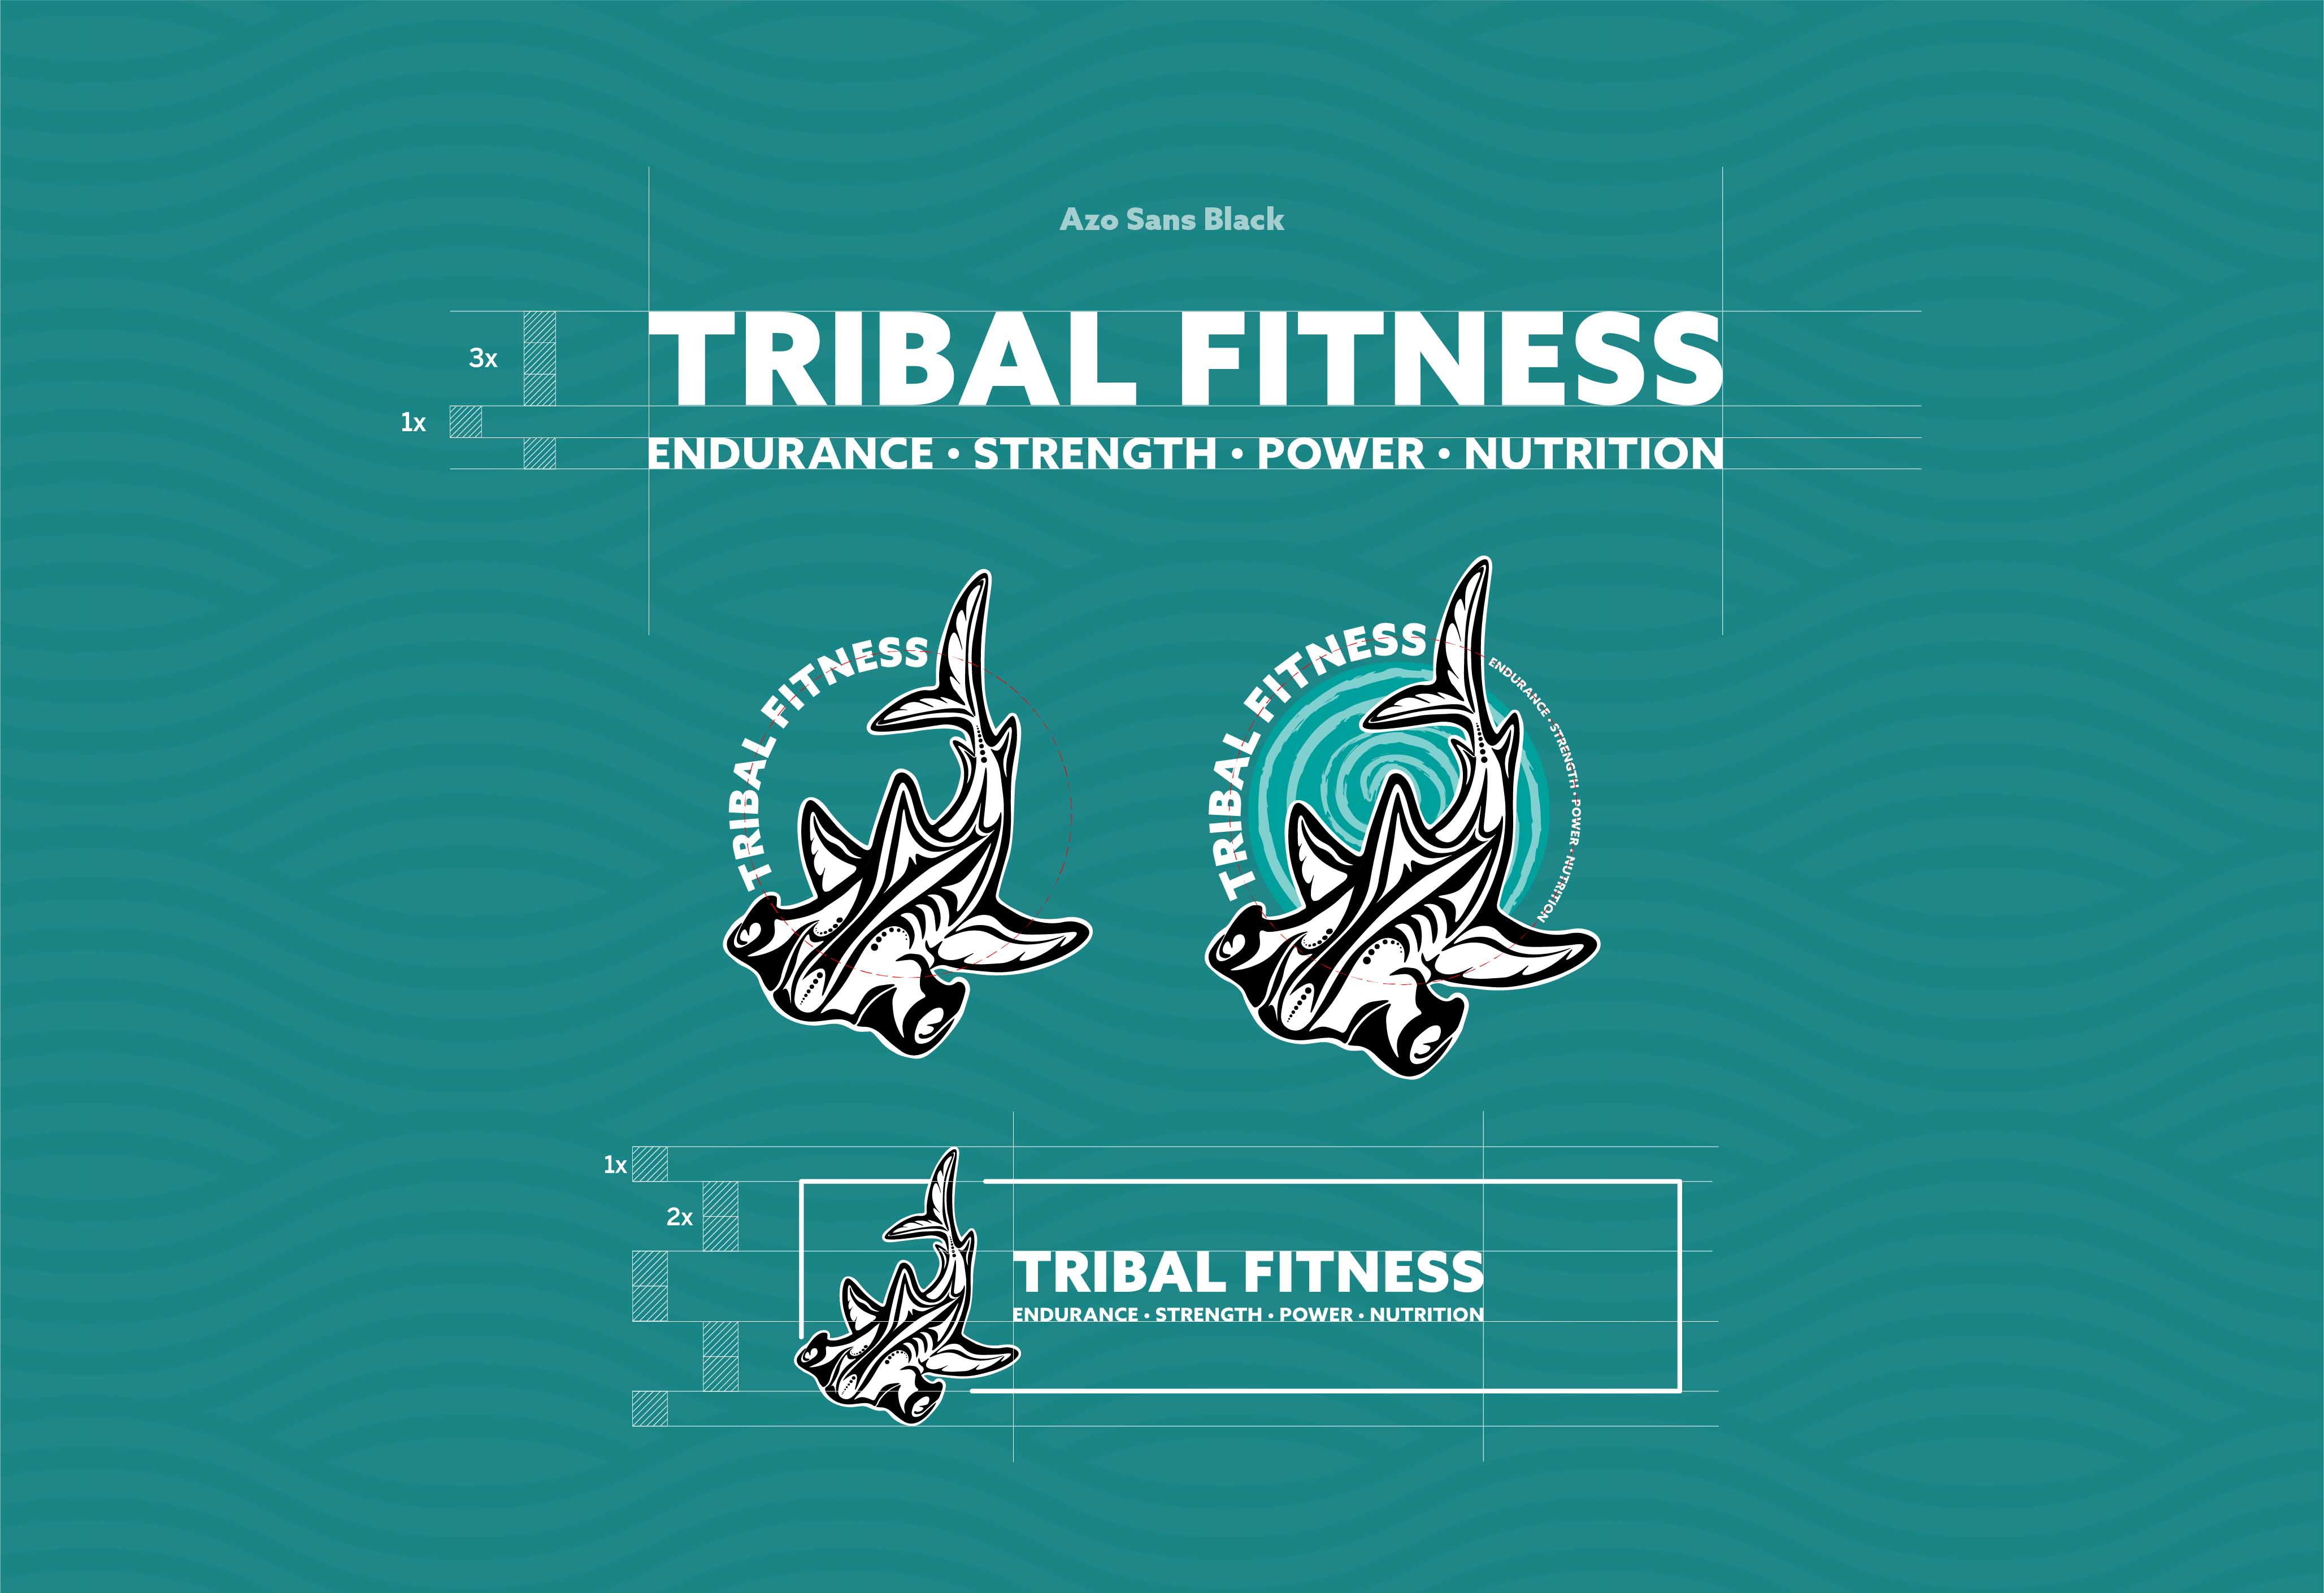 Azo Sans Black
3x
TRIBAL FITNESS
1x
ENDURANCE • STRENGTH • POWER • NUTRITION
TRIBAL FITNESS
TRIBAL FITNESS
ENDURANCE • STRENGTH • POWER • NUTRITION
1x
2x
TRIBAL FITNESS
ENDURANCE • STRENGTH • POWER • NUTRITION